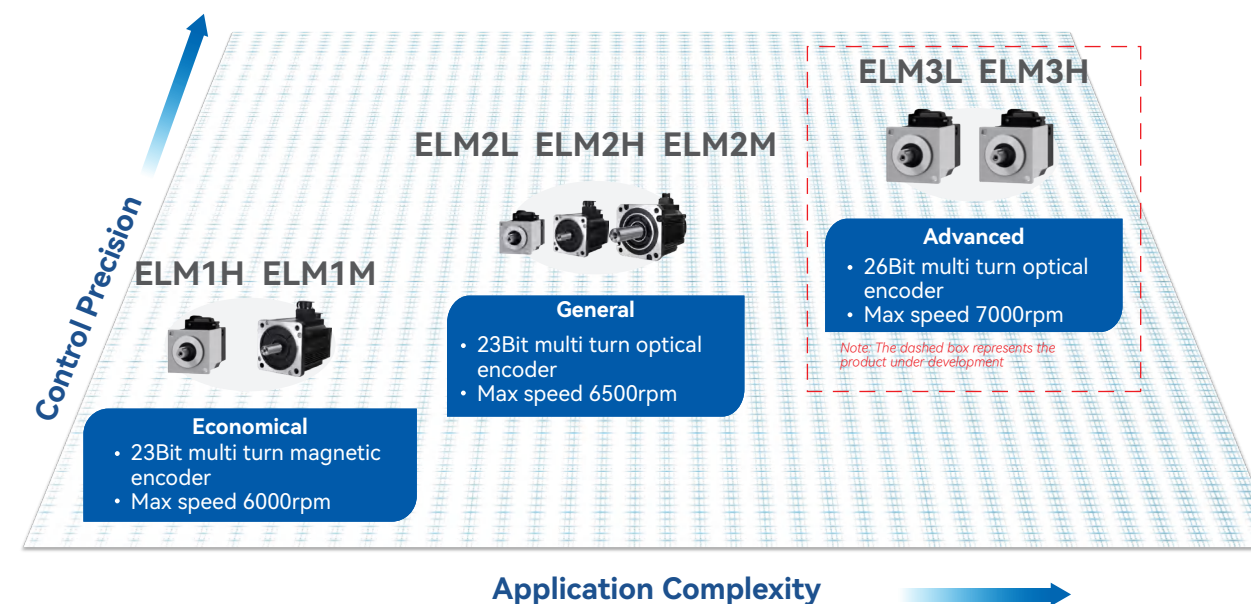 Control Precision
ELM1H ELM1M
Economical
• 23Bit multi turn magnetic
encoder
• Max speed 6000rpm
ELM2L ELM2H ELM2M
General
• 23Bit multi turn optical
encoder
• Max speed 6500rpm
ELM3L ELM3H
Advanced
• 26Bit multi turn optical
encoder
• Max speed 7000rpm
Note: The dashed box represents the
product under development
Application Complexity